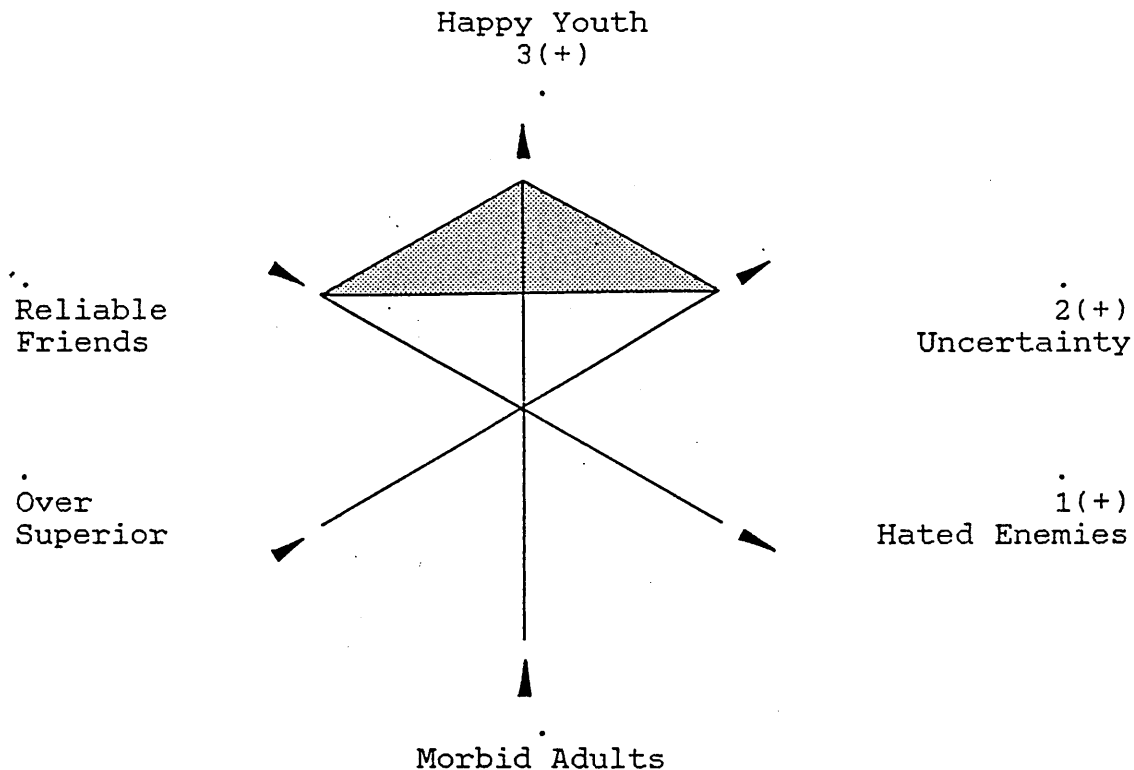 Happy Youth
3(+)
Reliable
Friends
2(+)
Uncertainty
Over
Superior
1(+)
Hated Enemies
Morbid Adults